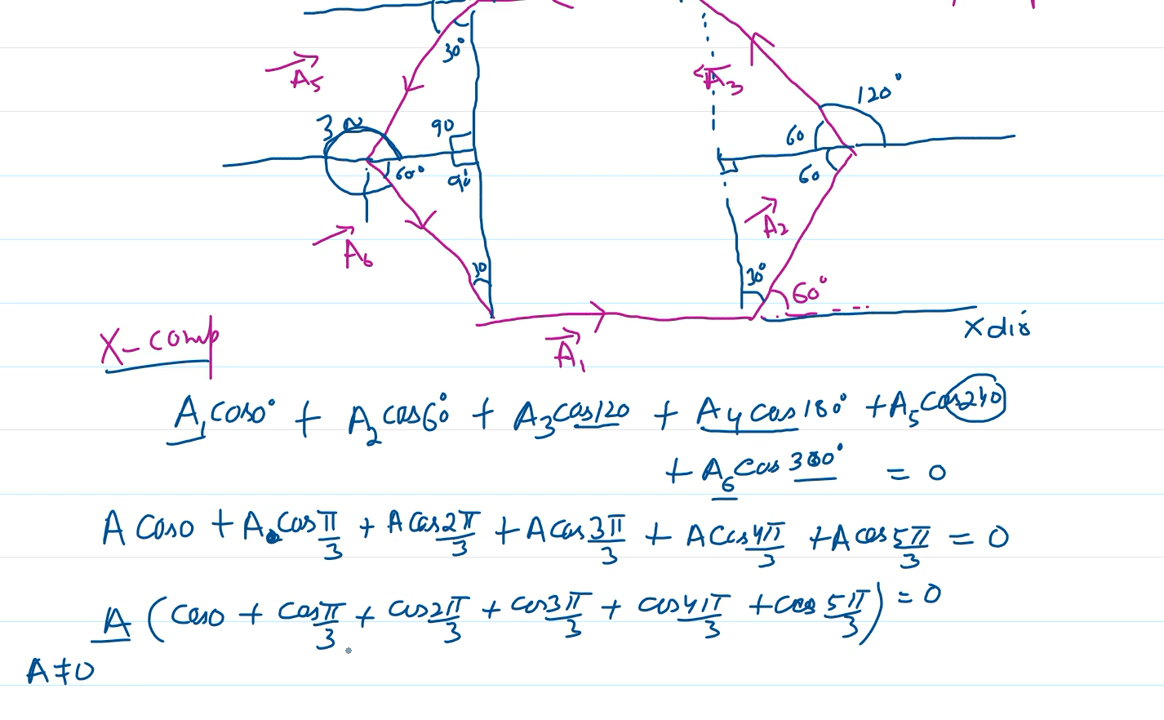 30°
A₅
A₃
120°
3
90
60
60°
90
60
A₆
A₂
30
30°
60°
X-comp
A₁
X dir
A₁cos0° + A₂cos60° + A₃cos120 + A₄cos180° + A₅cos240
+ A₆cos300° = 0
A cos0 + A cos π/3 + A cos 2π/3 + A cos 3π/3 + A cos 4π/3 + A cos 5π/3 = 0
A (cos0 + cos π/3 + cos 2π/3 + cos 3π/3 + cos 4π/3 + cos 5π/3) = 0
A ≠ 0